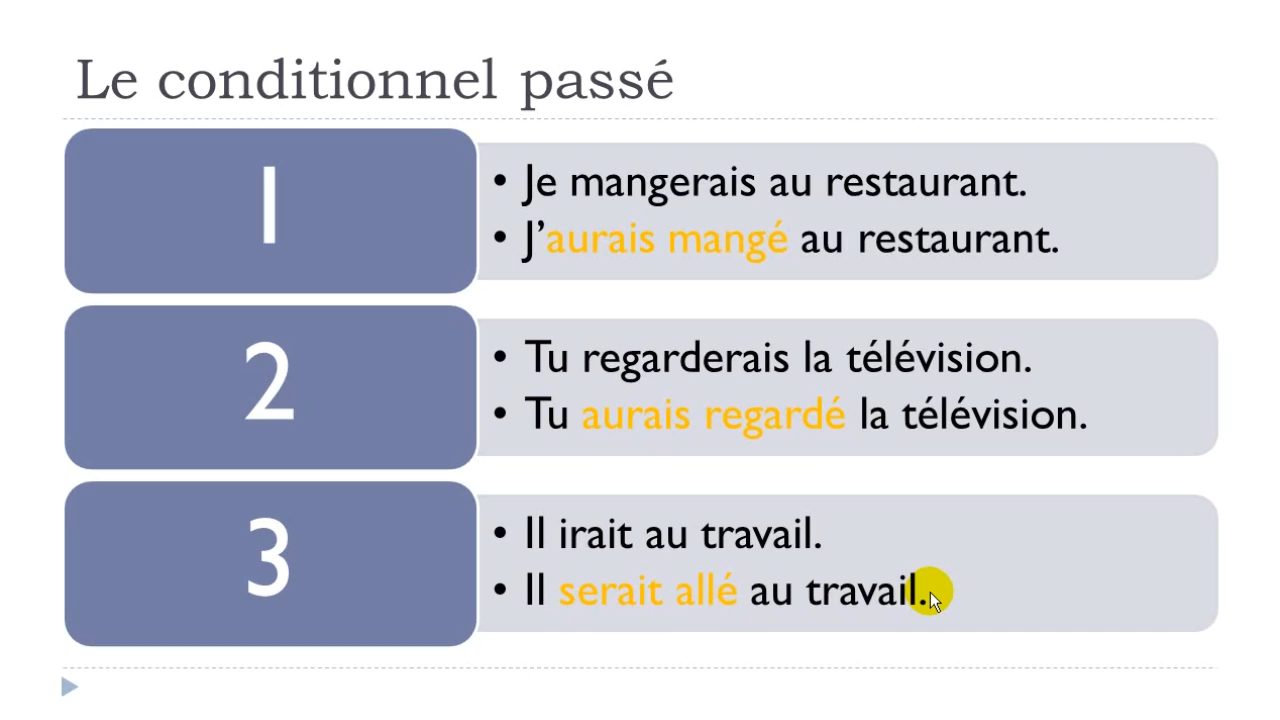 Le conditionnel passé
1
• Je mangerais au restaurant.
• J’aurais mangé au restaurant.
2
• Tu regarderais la télévision.
• Tu aurais regardé la télévision.
3
• Il irait au travail.
• Il serait allé au travail.